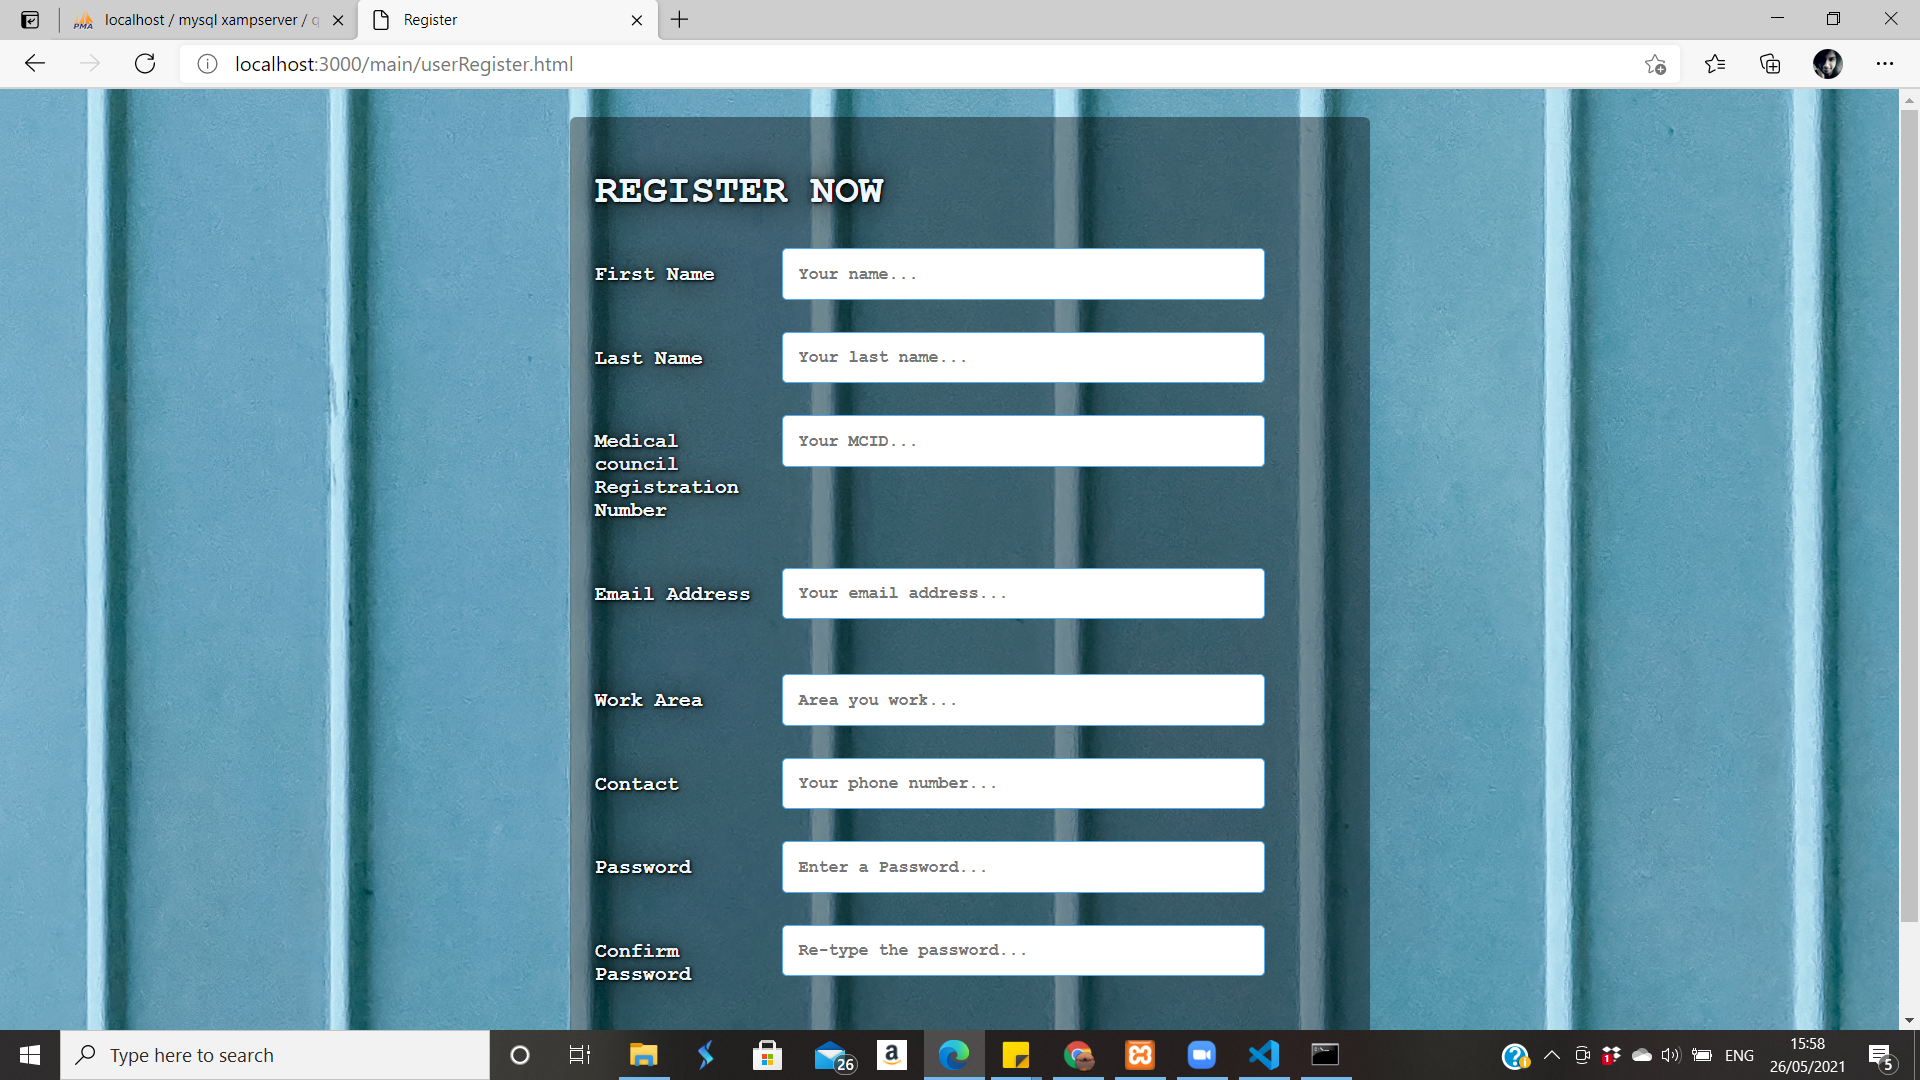 localhost / mysql xampserver / q
Register
localhost:3000/main/userRegister.html
REGISTER NOW
First Name
Your name...
Last Name
Your last name...
Medical
council
Registration
Number
Your MCID...
Email Address
Your email address...
Work Area
Area you work...
Contact
Your phone number...
Password
Enter a Password...
Confirm
Password
Re-type the password...
Type here to search
26
a
1
ENG
15:58
26/05/2021
5